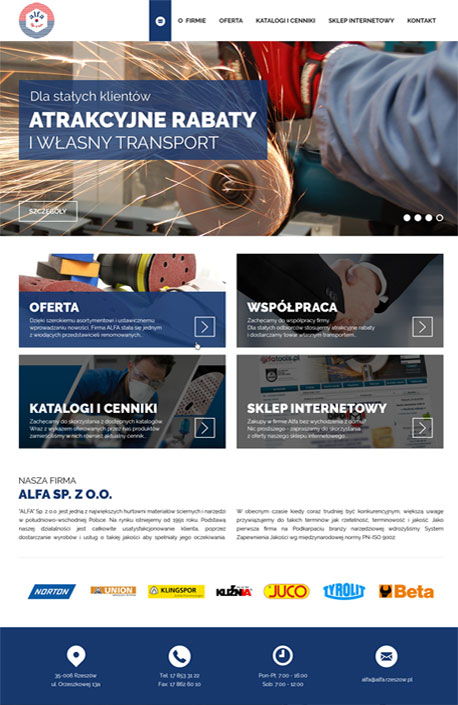 alfa
O FIRMIE OFERTA KATALOGI I CENNIKI SKLEP INTERNETOWY KONTAKT
Dla stałych klientów
ATRAKCYJNE RABATY
I WŁASNY TRANSPORT
SZCZEGÓŁY
OFERTA
Dzięki szerokiemu asortymentowi i ustawicznemu
wprowadzaniu nowości, Firma ALFA stała się jednym
z wiodących przedstawicieli renomowanych...
WSPÓŁPRACA
Zachęcamy do współpracy firmy
Dla stałych odbiorców stosujemy atrakcyjne rabaty
i dostarczamy towar własnym transportem...
KATALOGI I CENNIKI
Zachęcamy do skorzystania z dostępnych katalogów.
Wraz z wykazem oferowanych przez nas produktów
zamieściliśmy w nich również aktualny cennik.
SKLEP INTERNETOWY
Zakupy w firmie Alfa bez wychodzenia z domu.
Nic prostszego - zapraszamy do skorzystania
z oferty naszego sklepu internetowego...
NASZA FIRMA
ALFA SP. Z O.O.
"ALFA" Sp. z o.o. jest jedną z największych hurtowni materiałów ściernych i narzędzi
w południowo-wschodniej Polsce. Na rynku istniejemy od 1991 roku. Podstawą
naszej działalności jest całkowite usatysfakcjonowanie klienta, poprzez
dostarczanie wyrobów i usług o takiej jakości aby spełniały jego oczekiwania.
W obecnym czasie kiedy coraz trudniej być konkurencyjnym, większą uwagę
przywiązujemy do takich terminów jak rzetelność, terminowość i jakość. Jako
pierwsza firma na Podkarpaciu branży narzędziowej wdrożyliśmy System
Zapewnienia Jakości wg międzynarodowej normy PN-ISO 9002.
NORTON UNION KLINGSPOR KUŹNIA JUCO TYROLIT Beta
35-006 Rzeszów
ul. Orzeszkowej 13a
Tel: 17 853 31 22
Fax: 17 862 60 10
Pon-Pt: 7:00 - 16:00
Sob: 7:00 - 12:00
alfa@alfa.rzeszow.pl